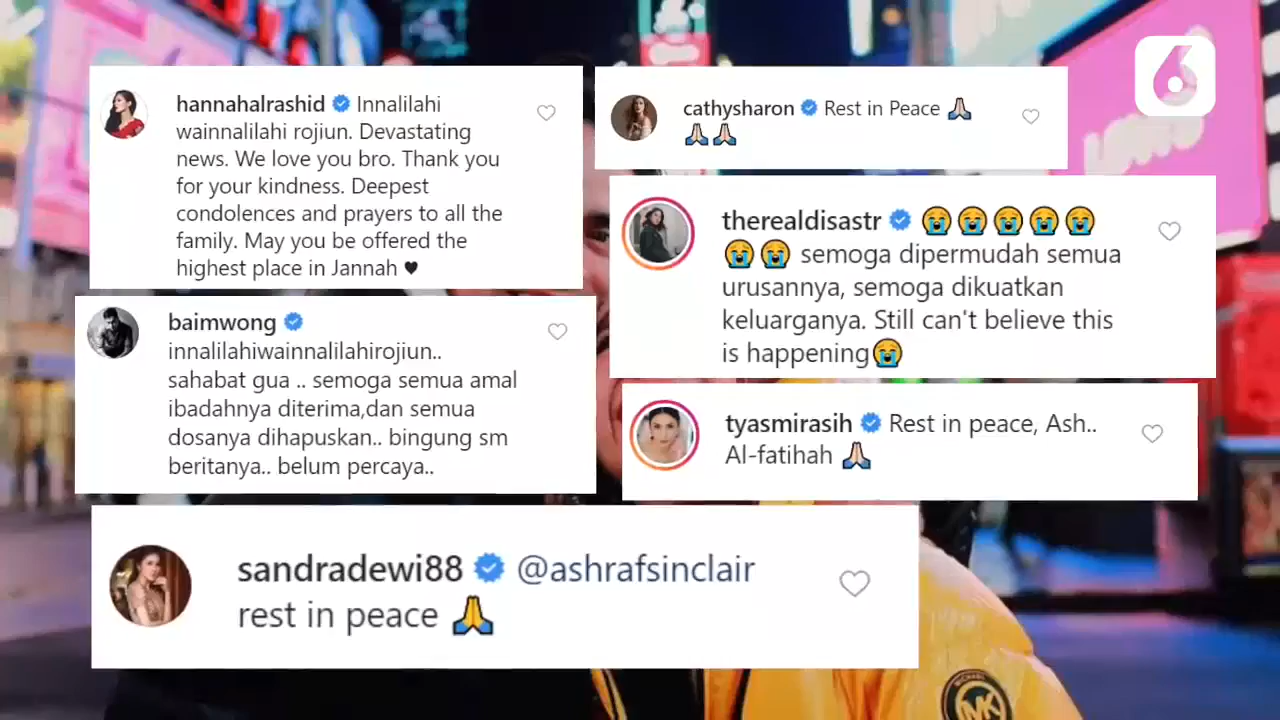 hannahalrashid Innalilahi
wainnalilahi rojiun. Devastating
news. We love you bro. Thank you
for your kindness. Deepest
condolences and prayers to all the
family. May you be offered the
highest place in Jannah 🖤
cathysharon Rest in Peace 🙏🏻
🙏🏻🙏🏻
therealdisastr 😭😭😭😭😭
😭😭 semoga dipermudah semua
urusannya, semoga dikuatkan
keluarganya. Still can't believe this
is happening😭
baimwong
innalilahiwainnalilahirojiun..
sahabat gua .. semoga semua amal
ibadahnya diterima,dan semua
dosanya dihapuskan.. bingung sm
beritanya.. belum percaya..
tyasmirasih Rest in peace, Ash..
Al-fatihah 🙏🏻
sandradewi88 @ashrafsinclair
rest in peace 🙏
6
MICHAEL
MK